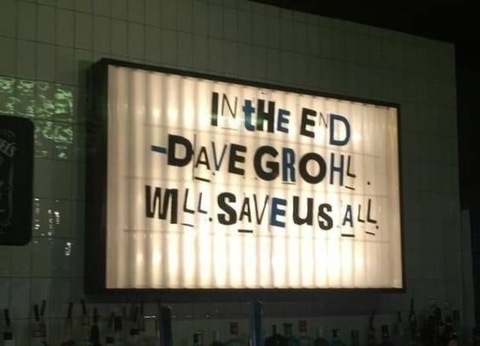 IN tHE END
-DAVE GROHL.
WILL.SAVE US ALL.